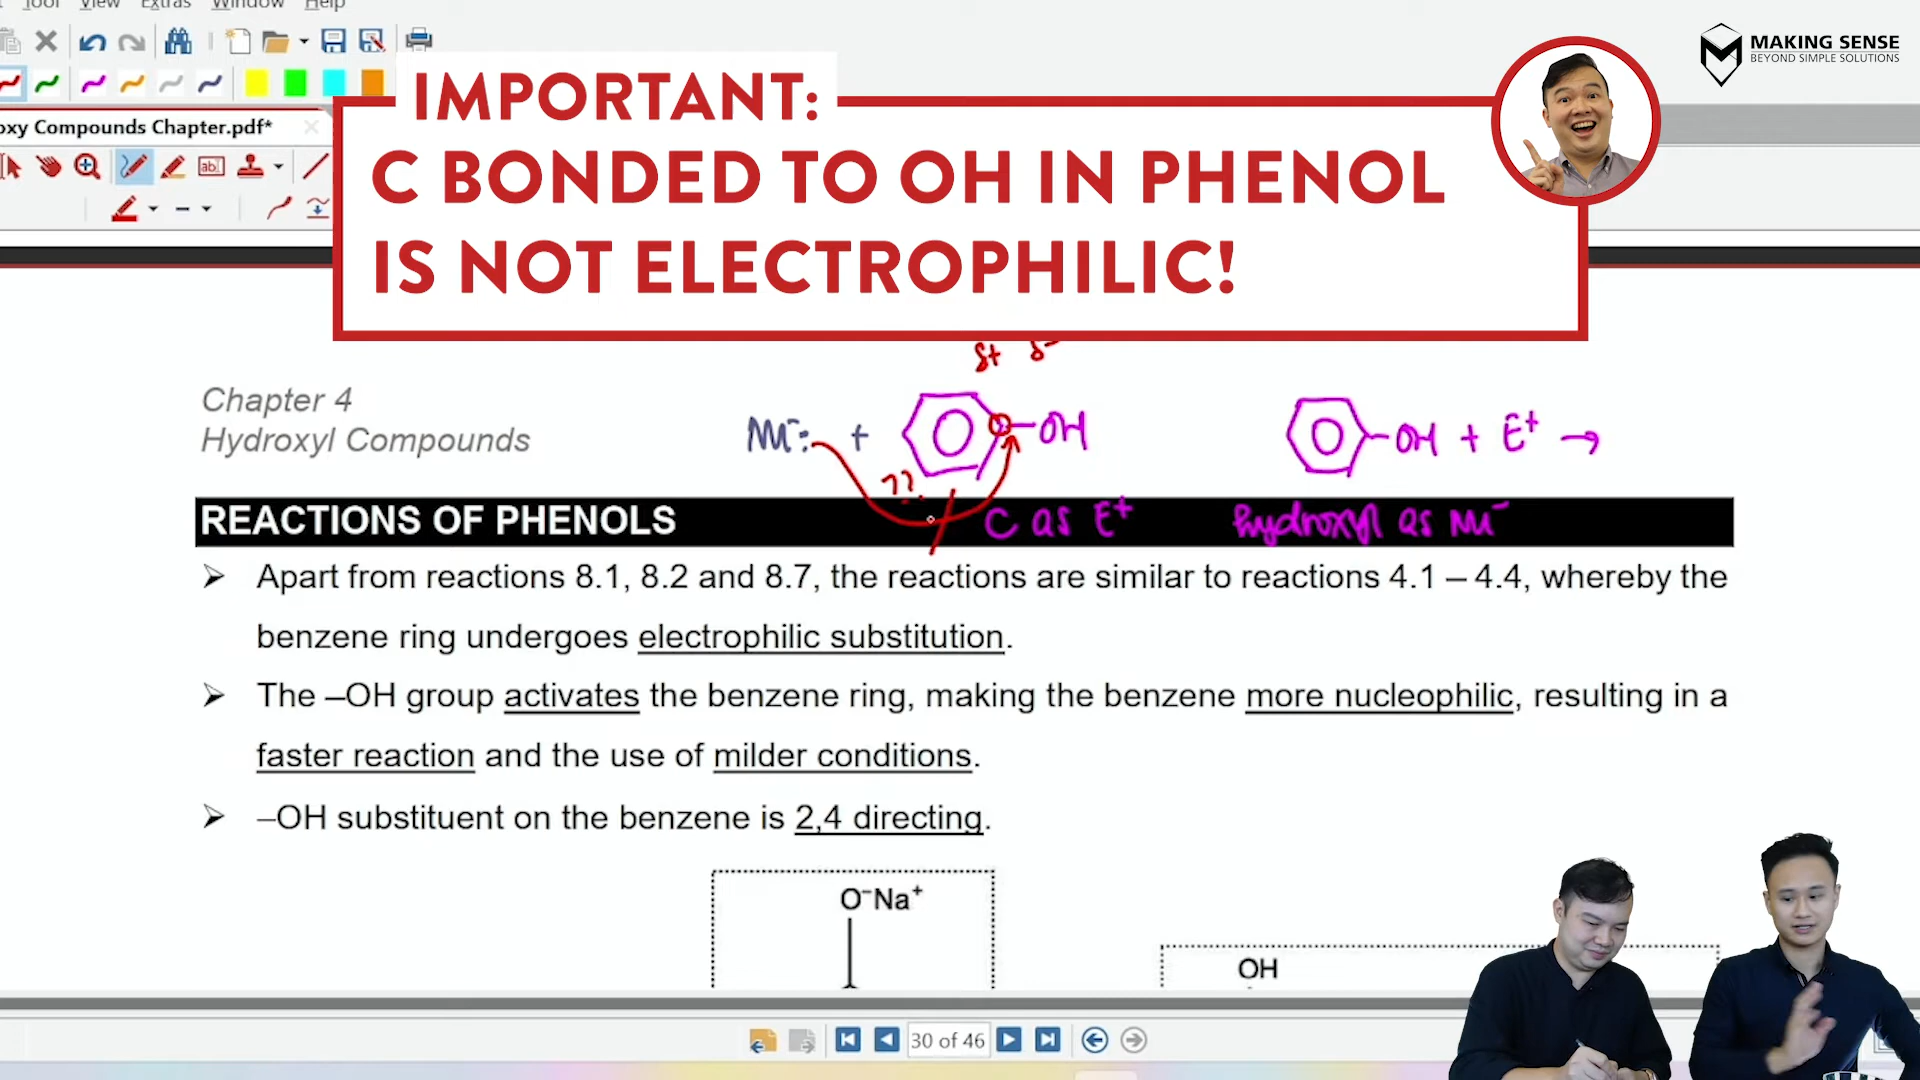 Tool View Extras Window Help
MAKING SENSE
BEYOND SIMPLE SOLUTIONS
IMPORTANT:
C BONDED TO OH IN PHENOL
IS NOT ELECTROPHILIC!
oxy Compounds Chapter.pdf*
δ+ δ-
Chapter 4
Hydroxyl Compounds
Nu⁻: + OH
OH + E⁺ →
??
REACTIONS OF PHENOLS
C as E⁺
hydroxyl as Nu⁻
➢ Apart from reactions 8.1, 8.2 and 8.7, the reactions are similar to reactions 4.1 – 4.4, whereby the
benzene ring undergoes electrophilic substitution.
➢ The –OH group activates the benzene ring, making the benzene more nucleophilic, resulting in a
faster reaction and the use of milder conditions.
➢ –OH substituent on the benzene is 2,4 directing.
O⁻Na⁺
OH
30 of 46